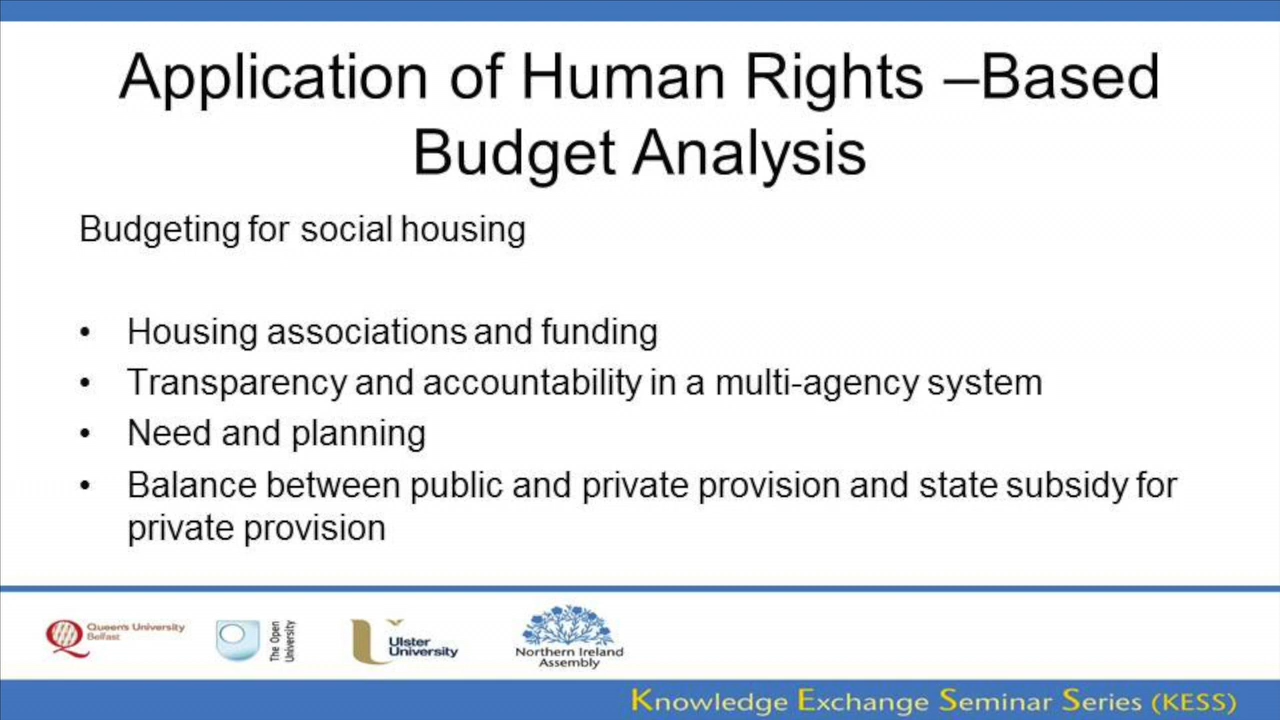 Application of Human Rights –Based
Budget Analysis
Budgeting for social housing
• Housing associations and funding
• Transparency and accountability in a multi-agency system
• Need and planning
• Balance between public and private provision and state subsidy for
private provision
Queen's University
Belfast
The Open
University
Ulster
University
Northern Ireland
Assembly
Knowledge Exchange Seminar Series (KESS)